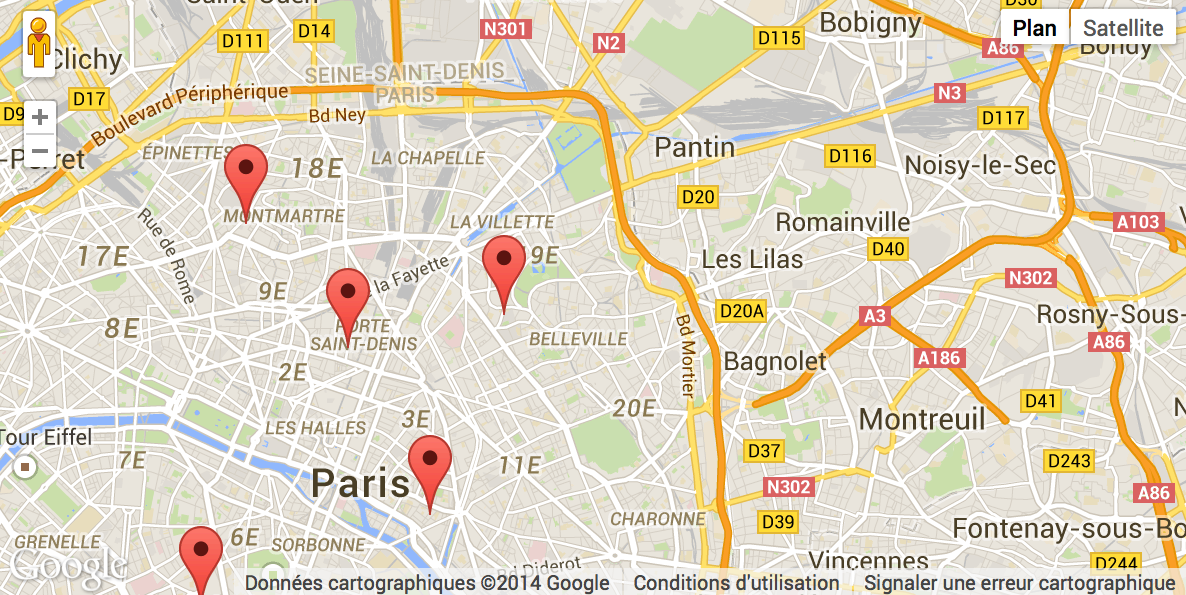 Saint-Ouen
D30
Bobigny
Plan
Satellite
D111
D14
N301
N2
D115
A86
Bondy
Clichy
SEINE-SAINT-DENIS
PARIS
D17
Boulevard Périphérique
Bd Ney
N3
D117
-Perret
ÉPINETTES
18E
LA CHAPELLE
Pantin
D116
Noisy-le-Sec
D20
MONTMARTRE
LA VILLETTE
Romainville
A103
17E
Rue de Rome
19E
Les Lilas
D40
la Fayette
9E
N302
D20A
8E
PORTE
SAINT-DENIS
BELLEVILLE
Bd Mortier
A3
Rosny-Sous-
A86
2E
Bagnolet
A186
3E
20E
D41
Montreuil
Tour Eiffel
LES HALLES
7E
11E
D37
D243
Paris
N302
A86
CHARONNE
D39
Fontenay-sous-Bo
GRENELLE
6E
SORBONNE
Bd Diderot
Vincennes
D244
Google
Données cartographiques ©2014 Google
Conditions d'utilisation
Signaler une erreur cartographique